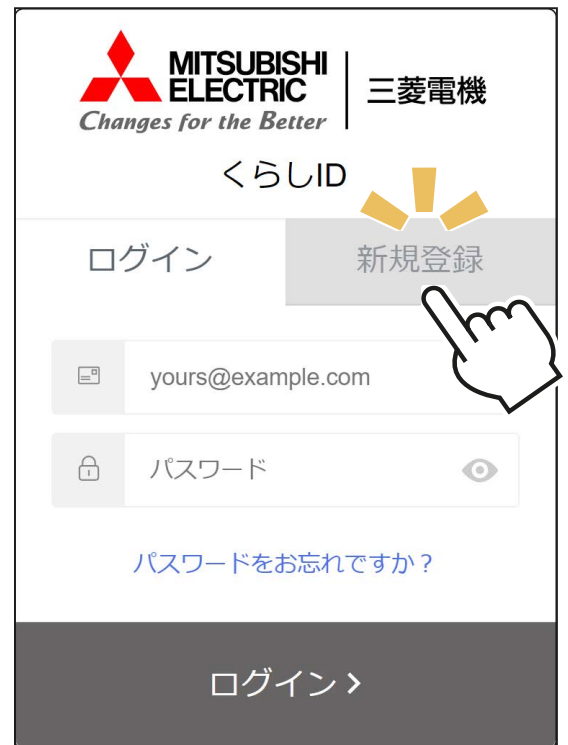 MITSUBISHI
ELECTRIC
Changes for the Better
三菱電機
くらしID
ログイン
新規登録
yours@example.com
パスワード
パスワードをお忘れですか？
ログイン >